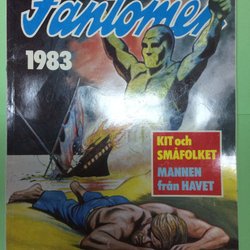 Fantomen
1983
KIT och
SMÅFOLKET
MANNEN
från HAVET